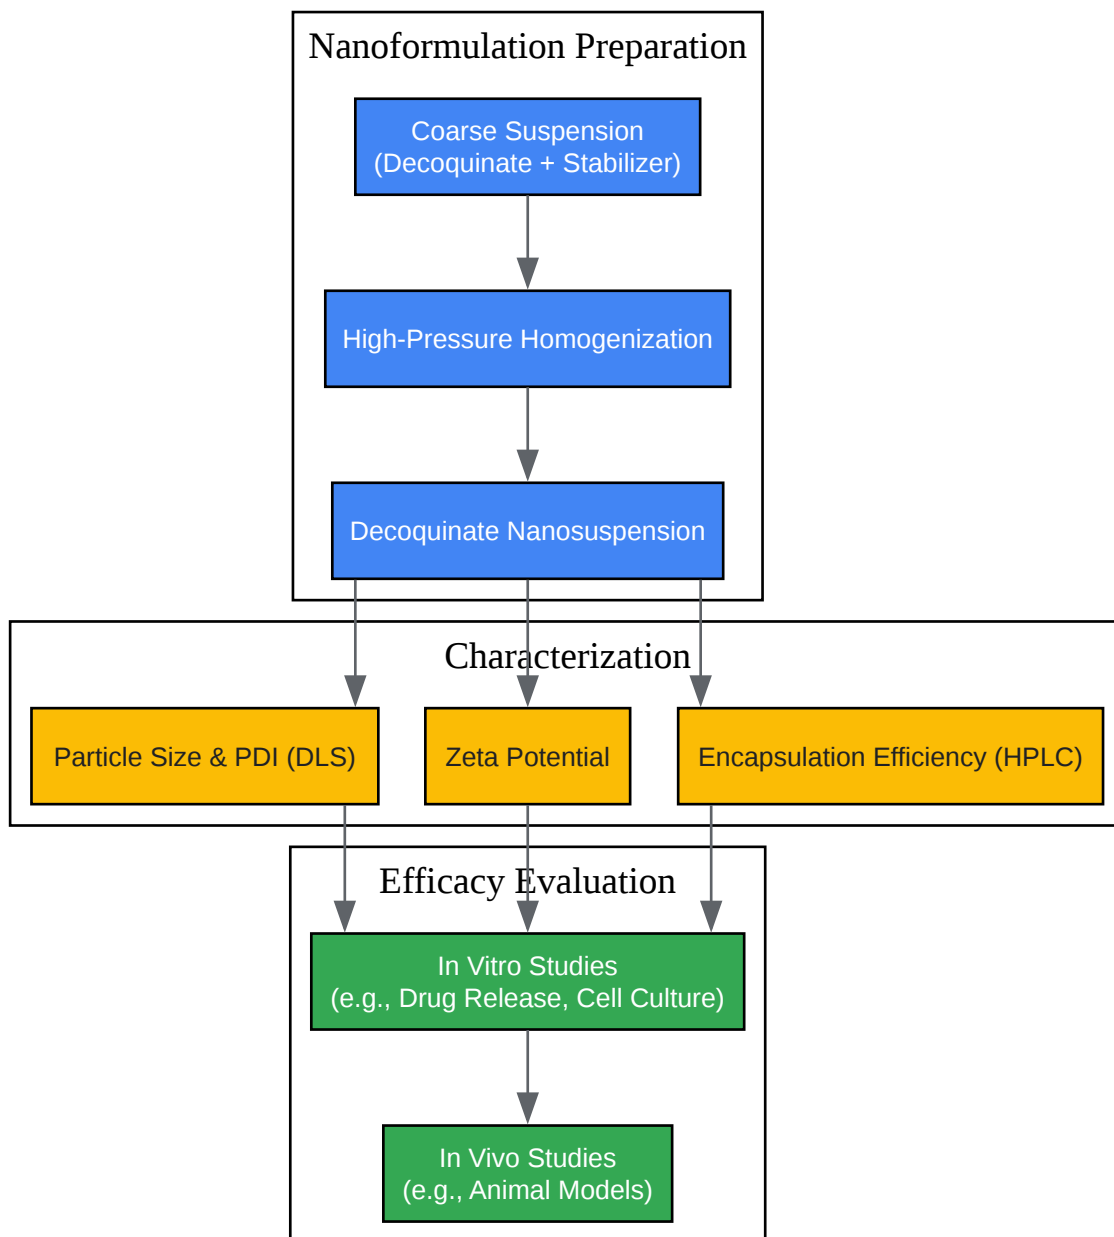 Nanoformulation Preparation
Coarse Suspension
(Decoquinate + Stabilizer)
High-Pressure Homogenization
Decoquinate Nanosuspension
Characterization
Particle Size & PDI (DLS)
Zeta Potential
Encapsulation Efficiency (HPLC)
Efficacy Evaluation
In Vitro Studies
(e.g., Drug Release, Cell Culture)
In Vivo Studies
(e.g., Animal Models)